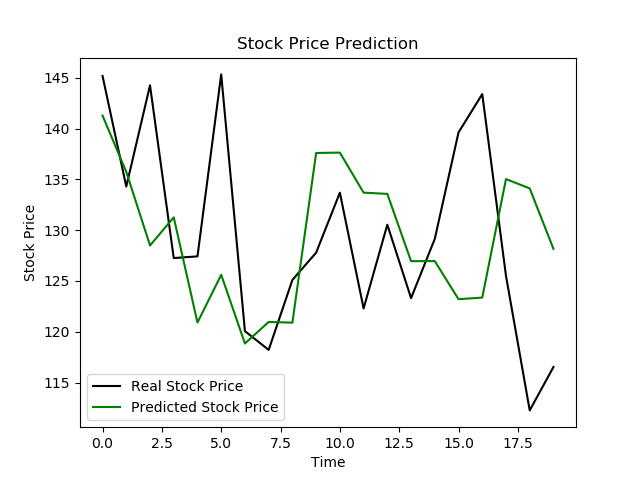 Stock Price Prediction
145
140
135
130
125
120
115
Stock Price
Real Stock Price
Predicted Stock Price
0.0 2.5 5.0 7.5 10.0 12.5 15.0 17.5
Time